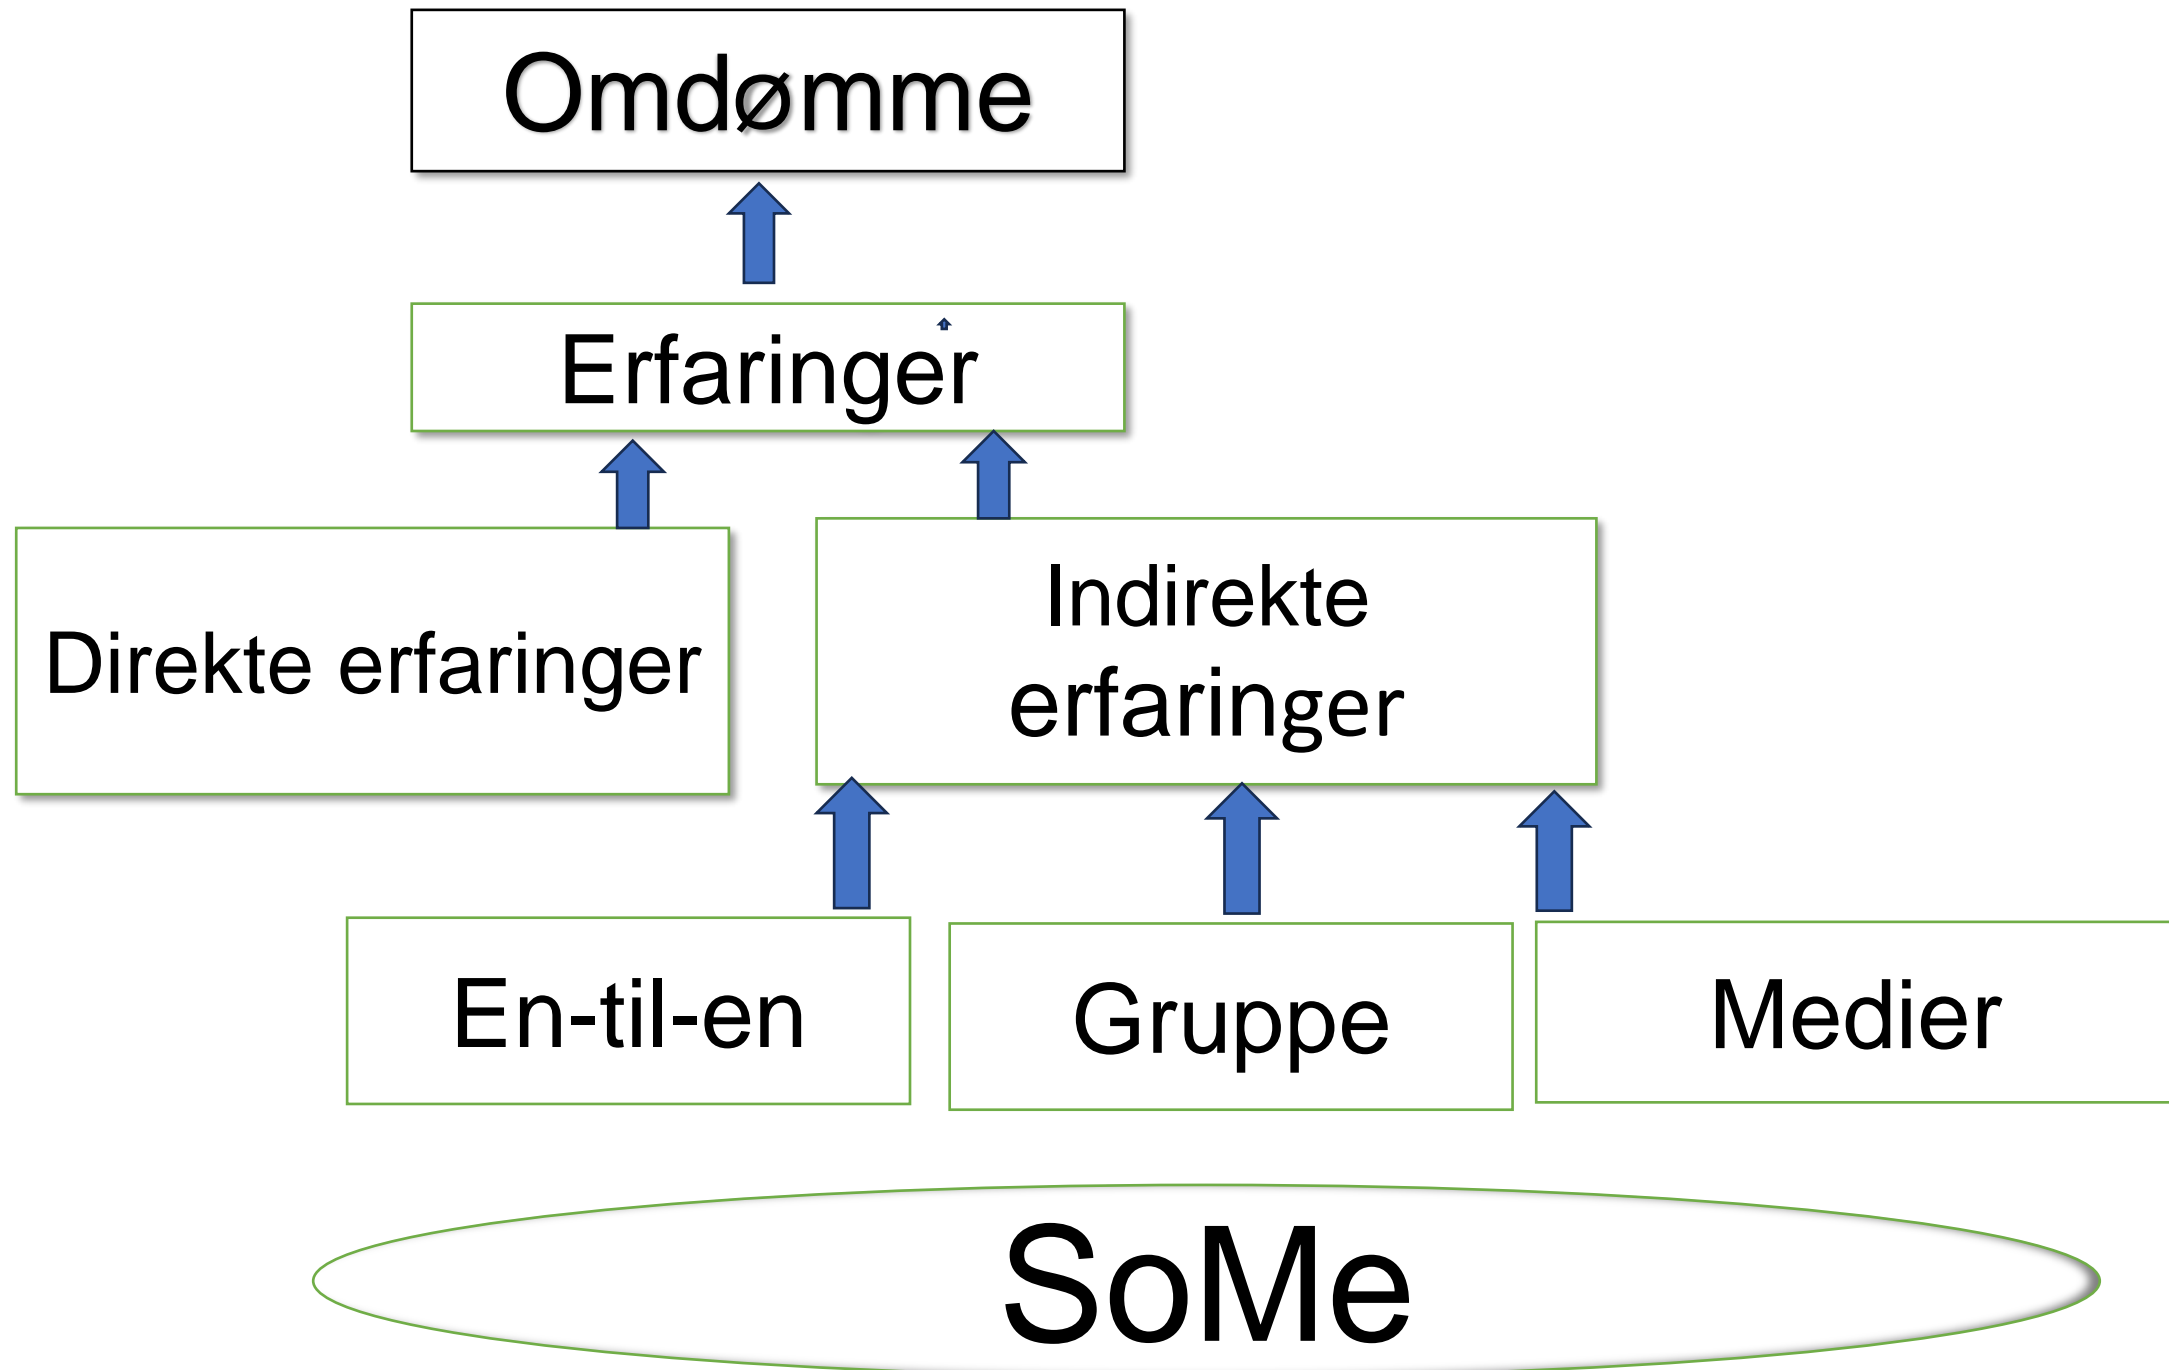 Omdømme
Erfaringer
Direkte erfaringer
Indirekte
erfaringer
En-til-en
Gruppe
Medier
SoMe